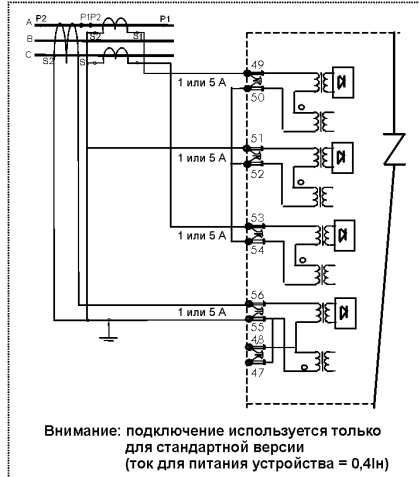 P2 P1P2 P1
A
B
C
S2 S1
S2 S
1 или 5 А
49
50
1 или 5 А
51
52
1 или 5 А
53
54
1 или 5 А
56
55
48
47
Внимание: подключение используется только
для стандартной версии
(ток для питания устройства = 0,4Iн)